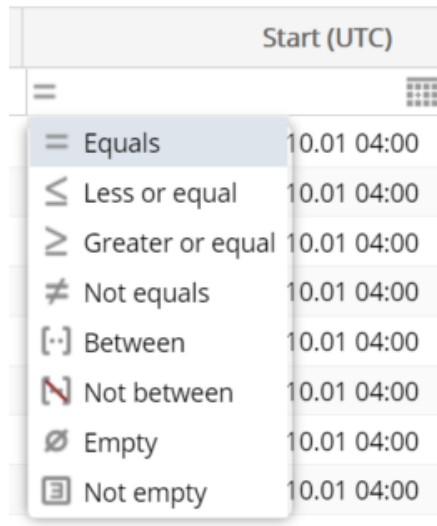 Start (UTC)
=
= Equals 10.01 04:00
≤ Less or equal 10.01 04:00
≥ Greater or equal 10.01 04:00
≠ Not equals 10.01 04:00
[··] Between 10.01 04:00
Not between 10.01 04:00
Ø Empty 10.01 04:00
3 Not empty 10.01 04:00